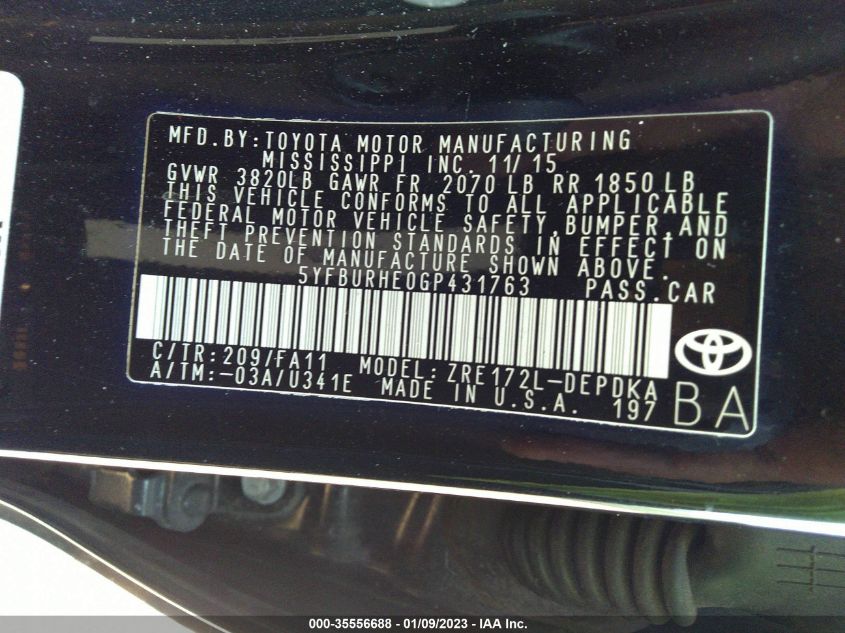 MFD.BY:TOYOTA MOTOR MANUFACTURING
MISSISSIPPI INC. 11/15
GVWR 3820LB GAWR FR 2070 LB RR 1850 LB
THIS VEHICLE CONFORMS TO ALL APPLICABLE
FEDERAL MOTOR VEHICLE SAFETY,BUMPER,AND
THEFT PREVENTION STANDARDS IN EFFECT ON
THE DATE OF MANUFACTURE SHOWN ABOVE.
5YFBURHE0GP431763 PASS.CAR
C/TR:209/FA11 MODEL:ZRE172L-DEPDKA
A/TM:-03A/U341E MADE IN U.S.A. 197
BA
000-35556688 - 01/09/2023 - IAA Inc.